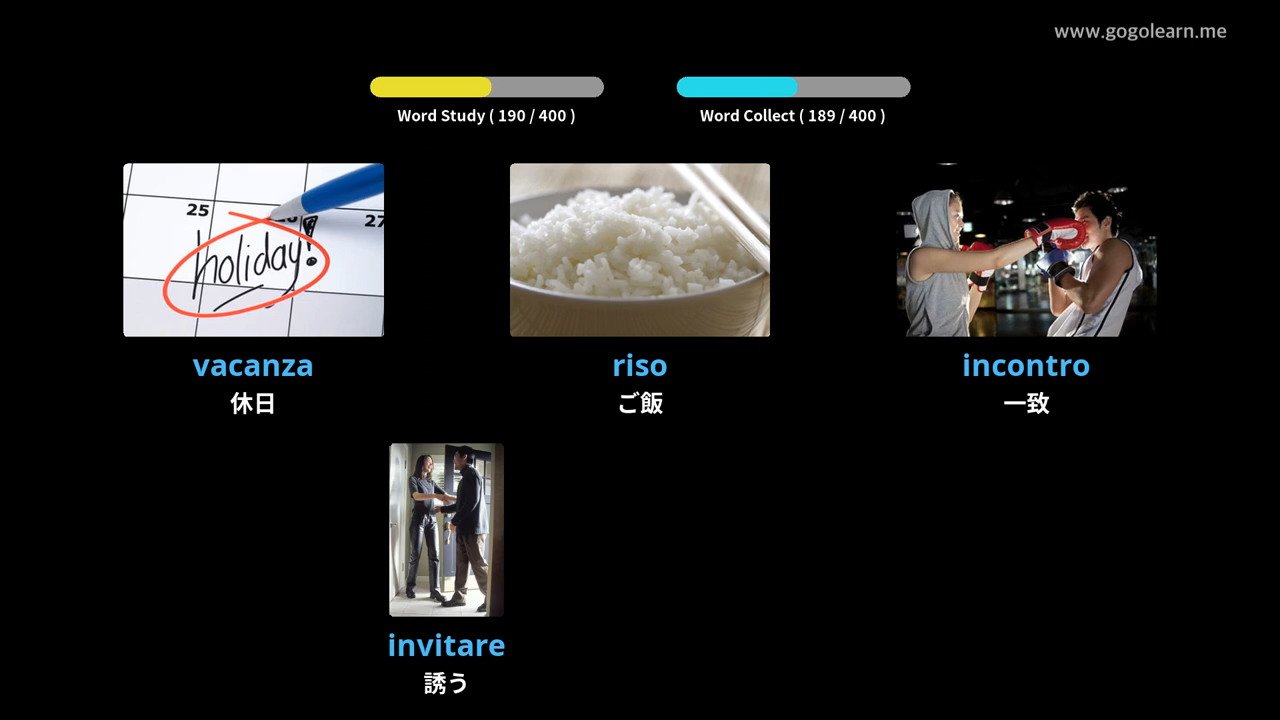 www.gogolearn.me
Word Study ( 190 / 400 )
Word Collect ( 189 / 400 )
25
27
holiday!
vacanza
休日
riso
ご飯
incontro
一致
invitare
誘う